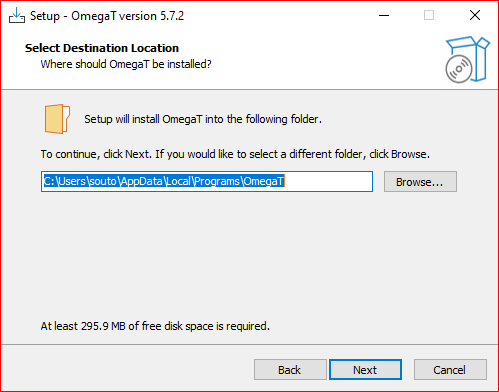 Setup - OmegaT version 5.7.2
Select Destination Location
Where should OmegaT be installed?
Setup will install OmegaT into the following folder.
To continue, click Next. If you would like to select a different folder, click Browse.
C:\Users\souto\AppData\Local\Programs\OmegaT
Browse...
At least 295.9 MB of free disk space is required.
Back
Next
Cancel